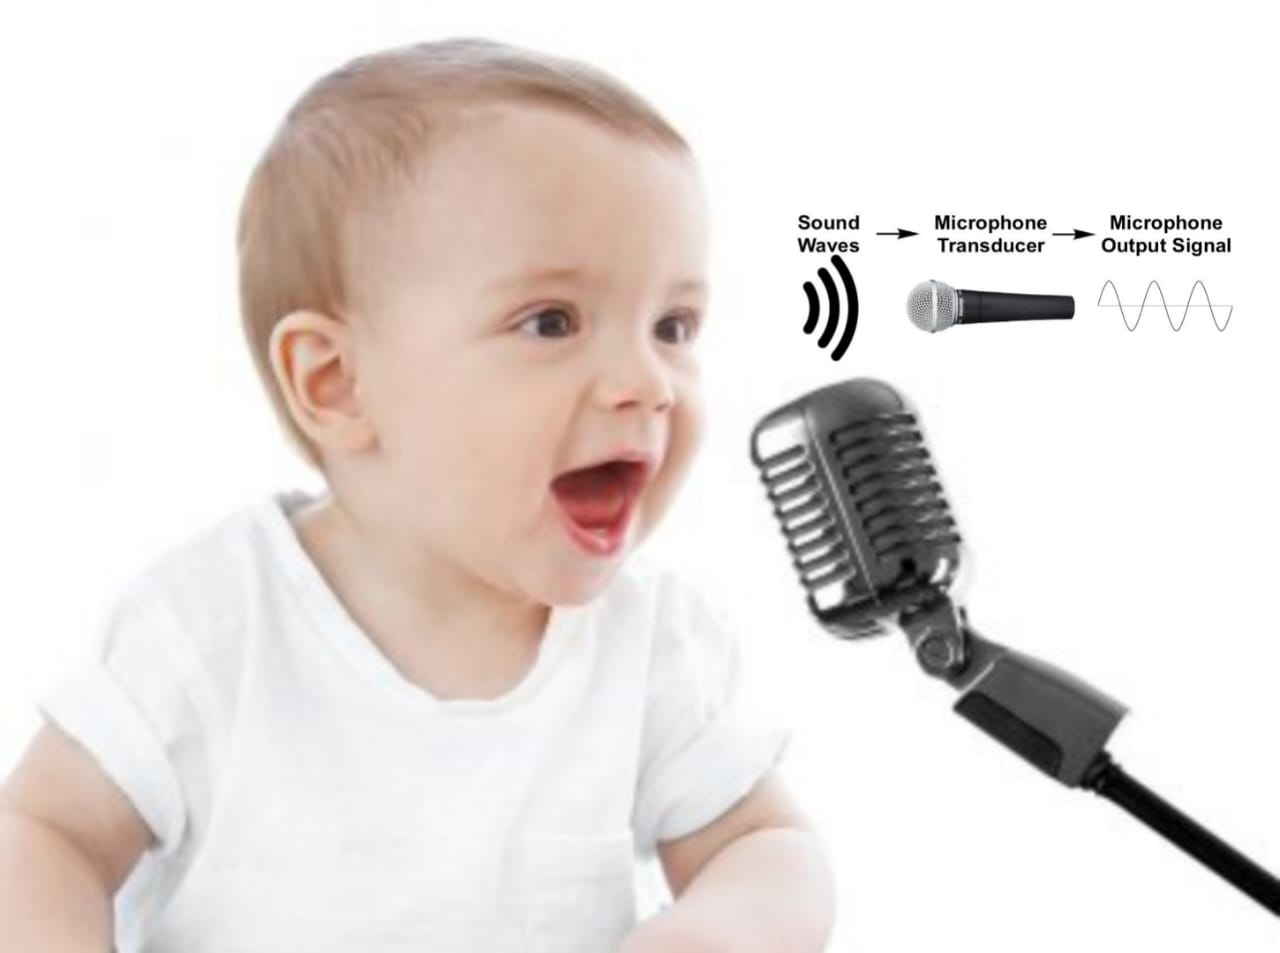 Sound Waves
Microphone Transducer
Microphone Output Signal